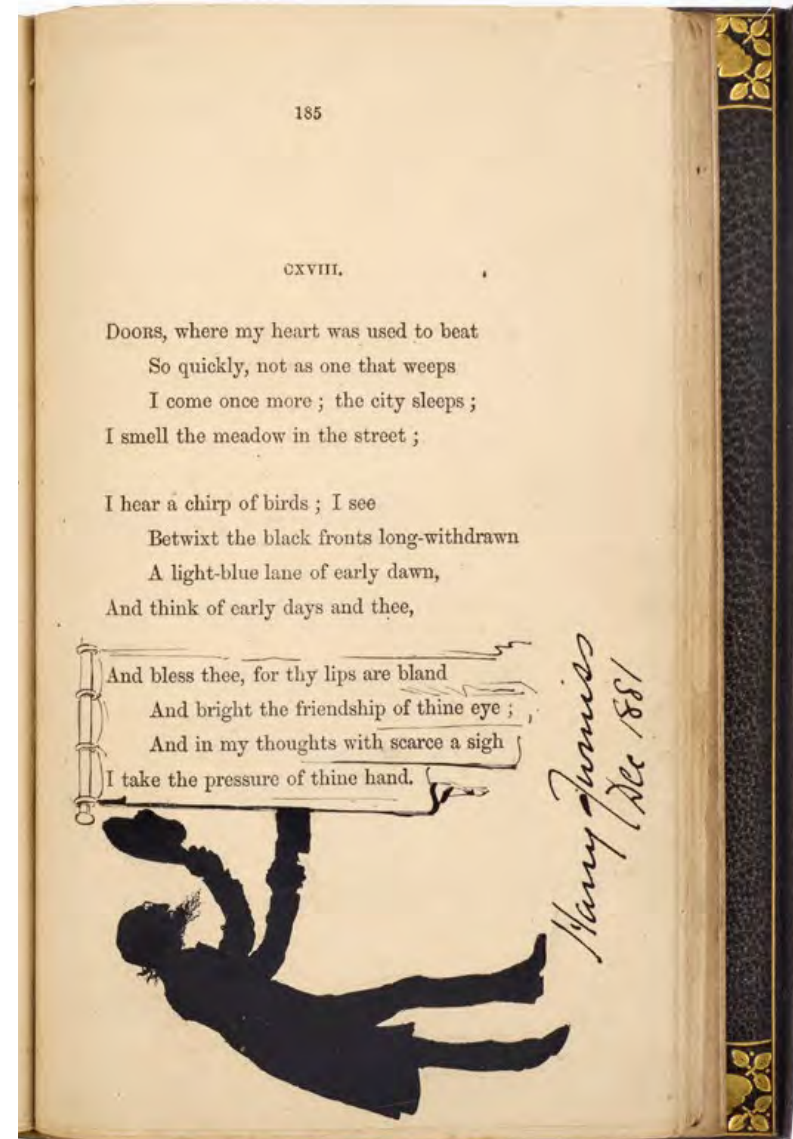 185
CXVIII.
Doors, where my heart was used to beat
So quickly, not as one that weeps
I come once more ; the city sleeps ;
I smell the meadow in the street ;
I hear a chirp of birds ; I see
Betwixt the black fronts long-withdrawn
A light-blue lane of early dawn,
And think of early days and thee,
And bless thee, for thy lips are bland
And bright the friendship of thine eye ;
And in my thoughts with scarce a sigh
I take the pressure of thine hand.
Harry Furniss
Dec 1881